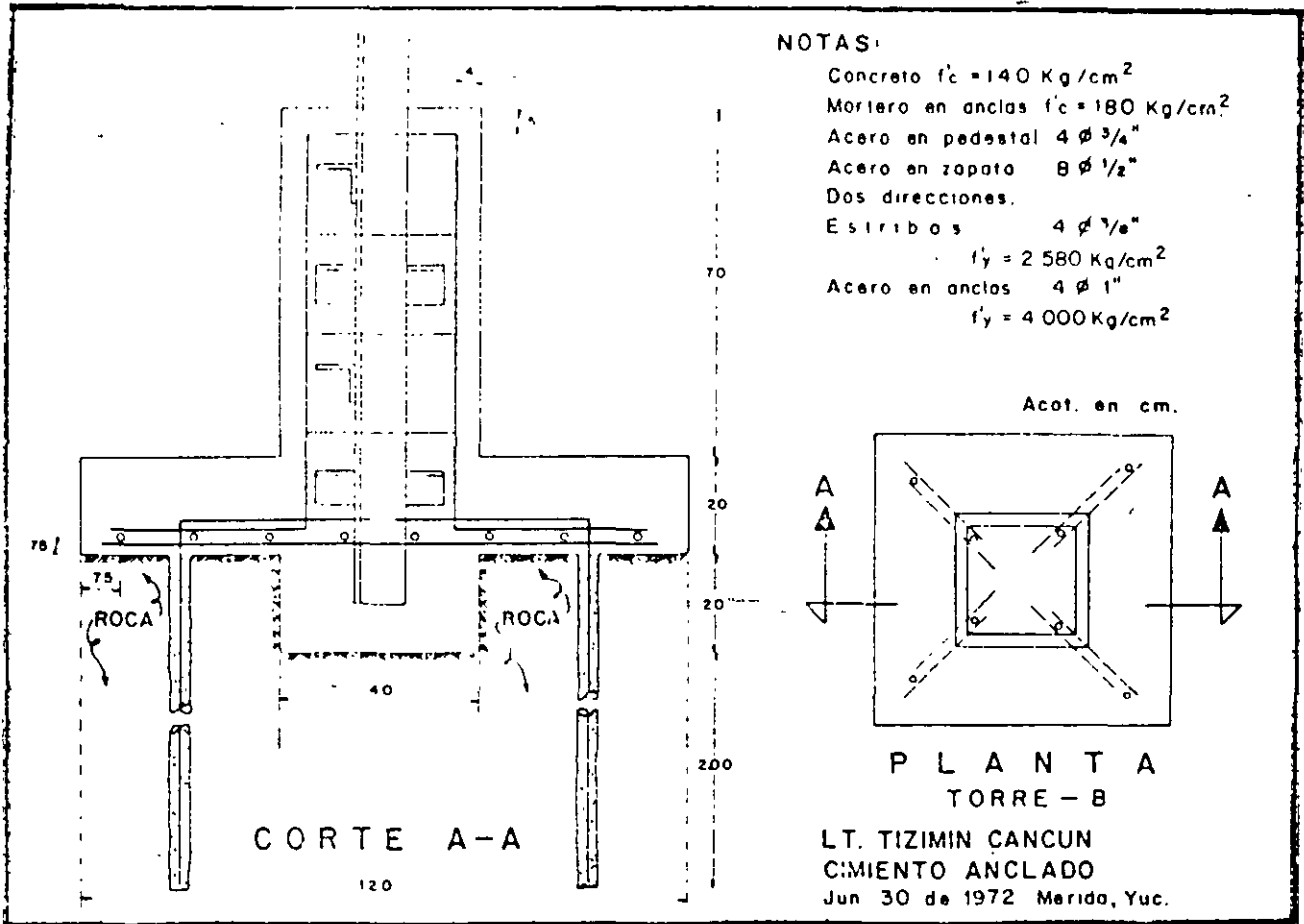 NOTAS:
Concreto f'c = 140 Kg/cm²
Mortero en anclas f'c = 180 Kg/cm².
Acero en pedestal 4 ø 3/4"
Acero en zapata 8 ø 1/2"
Dos direcciones.
Estribos 4 ø 3/8"
f'y = 2 580 Kg/cm²
Acero en anclas 4 ø 1"
f'y = 4 000 Kg/cm²
Acot. en cm.
4
70
20
20
200
75
ROCA
ROCA
40
120
CORTE A-A
A
A
PLANTA
TORRE - B
LT. TIZIMIN CANCUN
CIMIENTO ANCLADO
Jun 30 de 1972 Merida, Yuc.